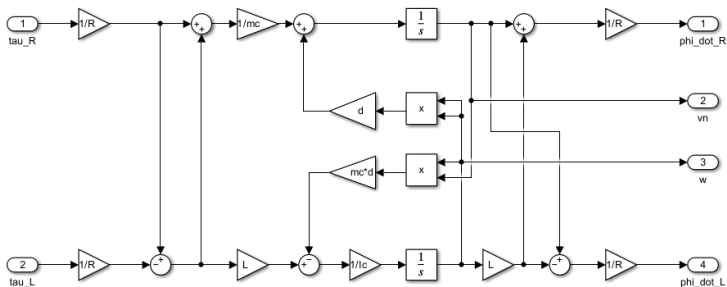 1
tau_R
1/R
+
+
1/mc
+
+
1
s
+
+
1/R
1
phi_dot_R
d
x
2
vn
mc*d
x
3
w
2
tau_L
1/R
+
−
L
+
−
1/Ic
1
s
L
+
−
1/R
4
phi_dot_L